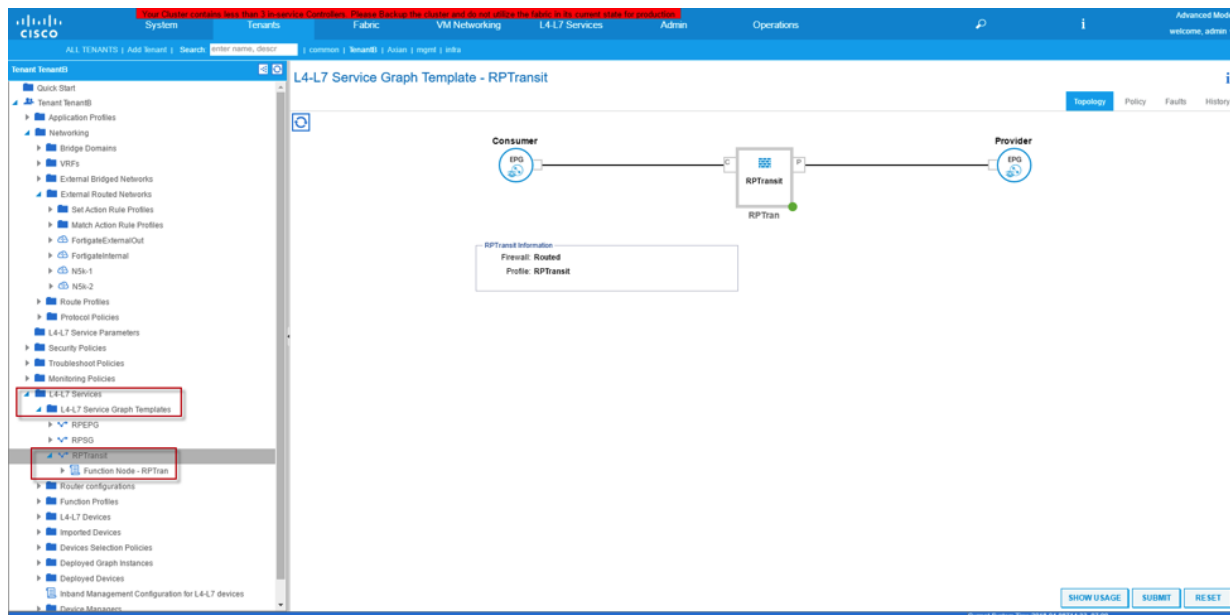 Your Cluster contains less than 3 in-service Controllers. Please Backup the cluster and do not utilize the fabric in its current state for production.
CISCO
System
Tenants
Fabric
VM Networking
L4-L7 Services
Admin
Operations
i
Advanced Mode
welcome, admin
ALL TENANTS | Add Tenant | Search: enter name, descr | common | TenantB | Asian | mgmt | infra
Tenant TenantB
Quick Start
Tenant TenantB
Application Profiles
Networking
Bridge Domains
VRFs
External Bridged Networks
External Routed Networks
Set Action Rule Profiles
Match Action Rule Profiles
FortigateExternalOut
FortigateInternal
N5k-1
N5k-2
Route Profiles
Protocol Policies
L4-L7 Service Parameters
Security Policies
Troubleshoot Policies
Monitoring Policies
L4-L7 Services
L4-L7 Service Graph Templates
RPEPG
RPSG
RPTransit
Function Node - RPTran
Router configurations
Function Profiles
L4-L7 Devices
Imported Devices
Devices Selection Policies
Deployed Graph Instances
Deployed Devices
Inband Management Configuration for L4-L7 devices
Device Managers
L4-L7 Service Graph Template - RPTransit
i
Topology
Policy
Faults
History
Consumer
EPG
C
RPTransit
P
RPTran
Provider
EPG
RPTransit Information
Firewall: Routed
Profile: RPTransit
SHOW USAGE
SUBMIT
RESET